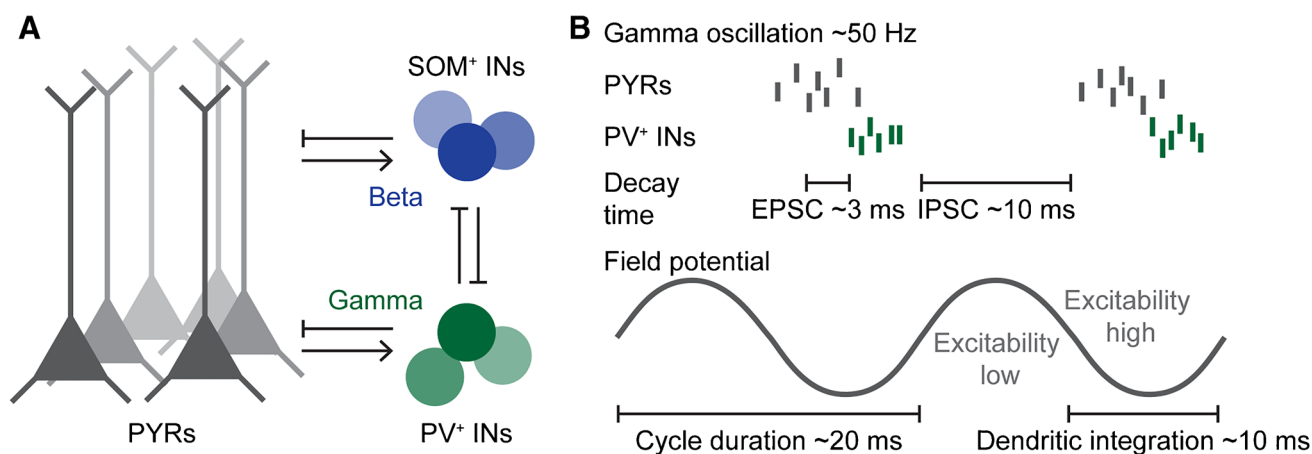 A
SOM⁺ INs
Beta
Gamma
PYRs
PV⁺ INs
B
Gamma oscillation ~50 Hz
PYRs
PV⁺ INs
Decay
time
EPSC ~3 ms
IPSC ~10 ms
Field potential
Excitability
low
Excitability
high
Cycle duration ~20 ms
Dendritic integration ~10 ms